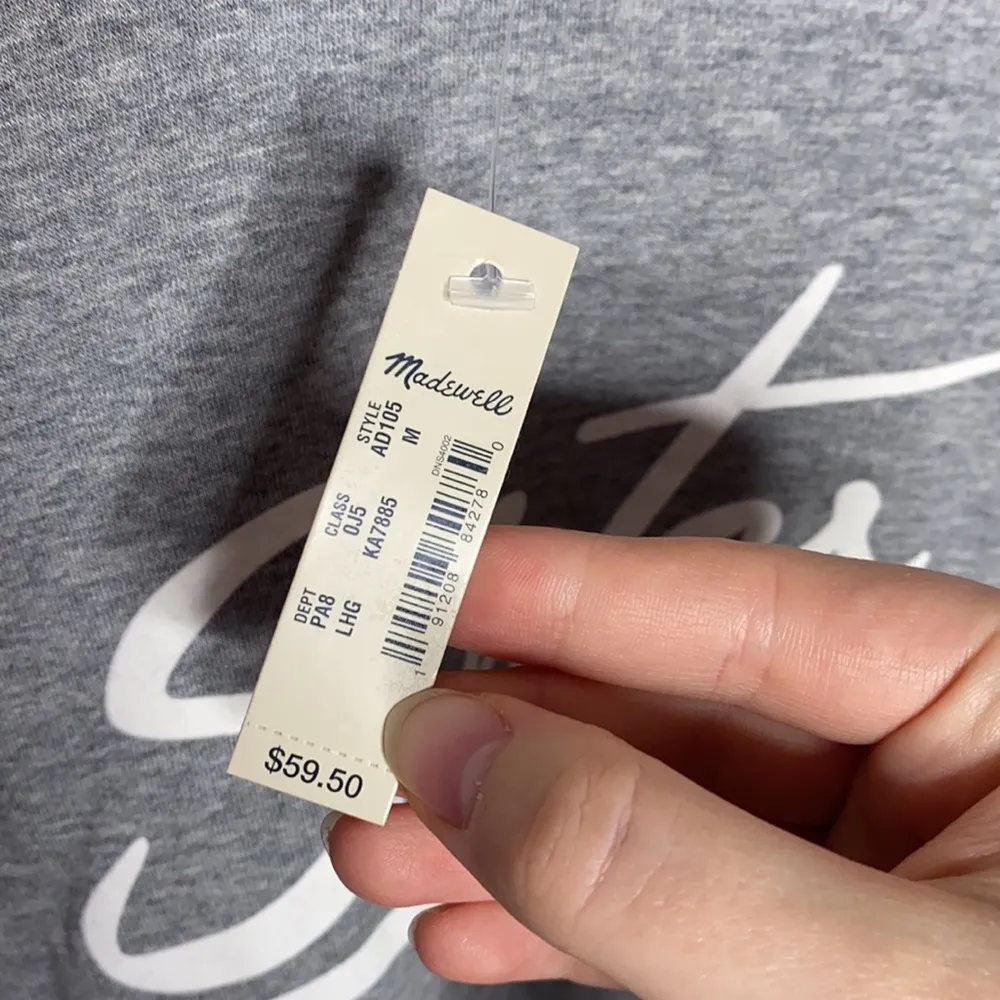 Madewell
STYLE
AD105
M
CLASS
0J5
KA7885
DEPT
PA8
LHG
DNS4002
1 91208 84278 0
$59.50